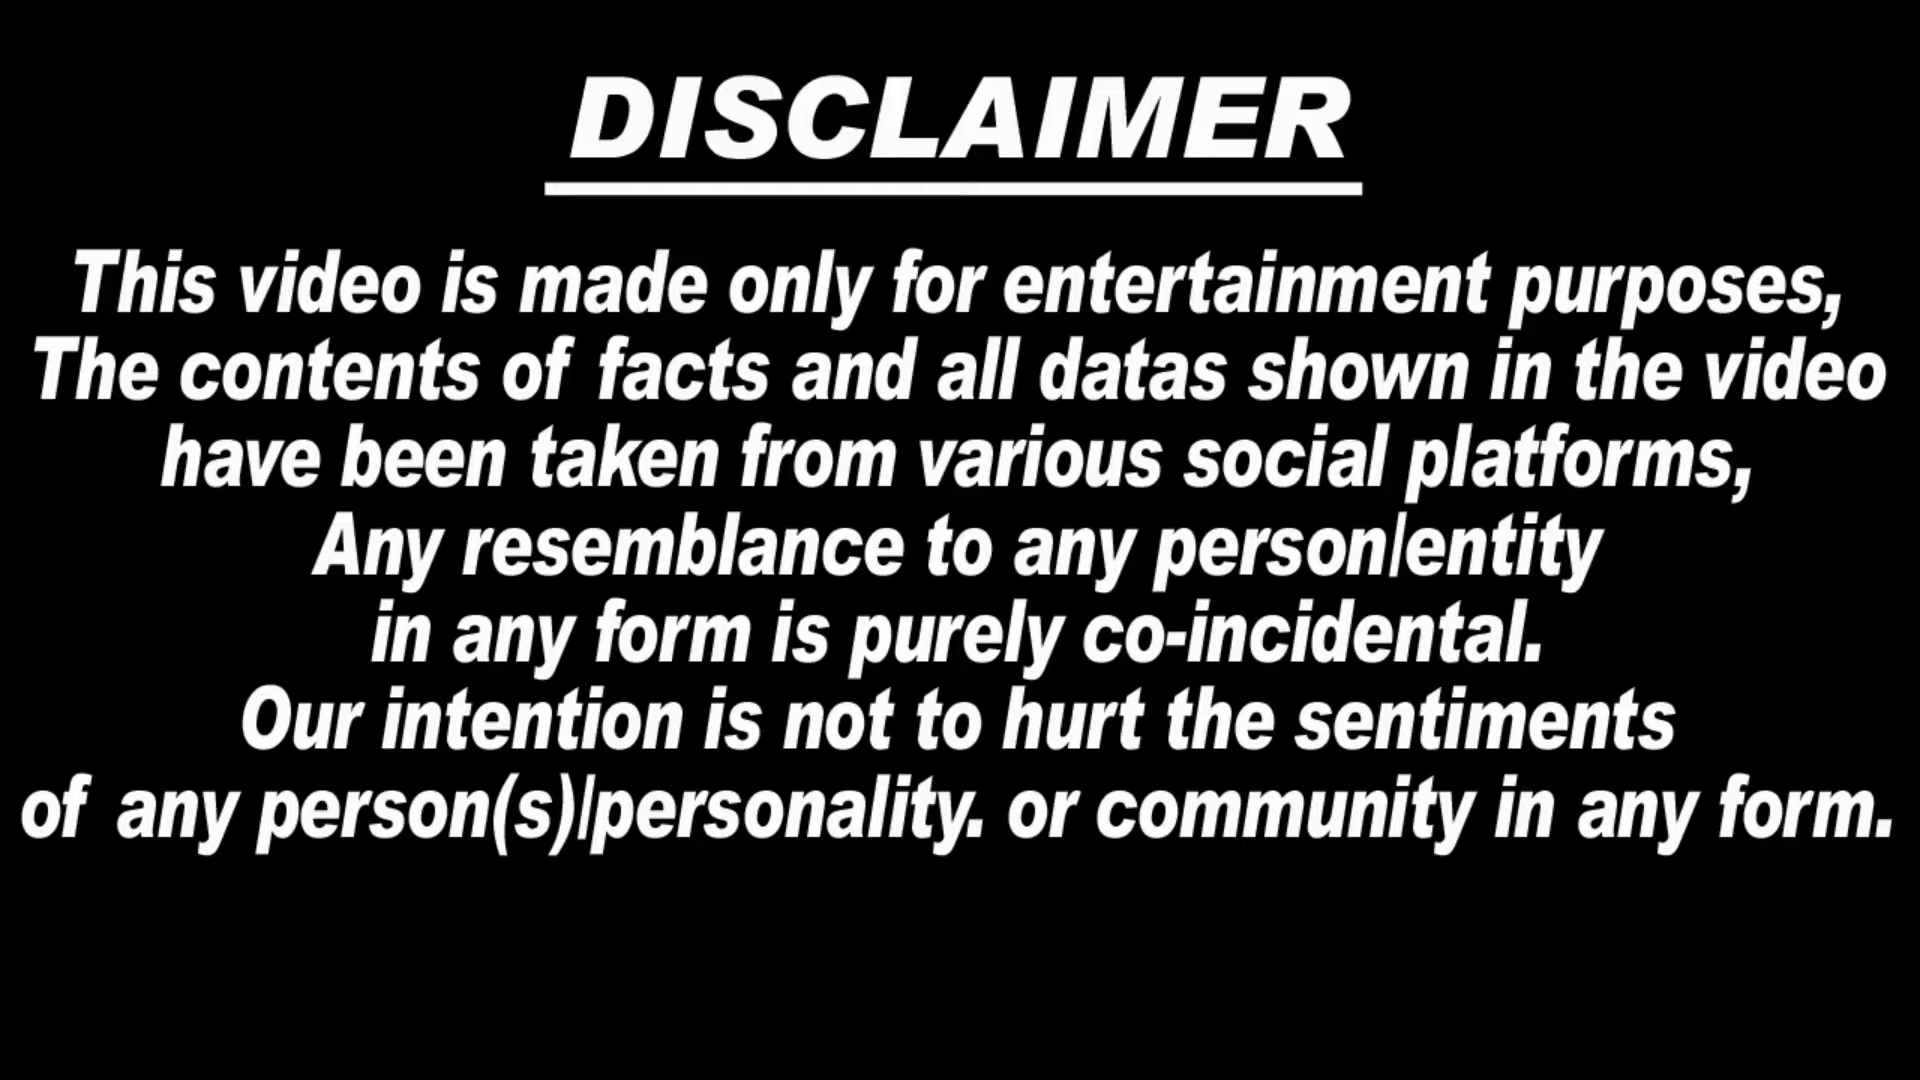 DISCLAIMER
This video is made only for entertainment purposes,
The contents of facts and all datas shown in the video
have been taken from various social platforms,
Any resemblance to any person/entity
in any form is purely co-incidental.
Our intention is not to hurt the sentiments
of any person(s)/personality. or community in any form.